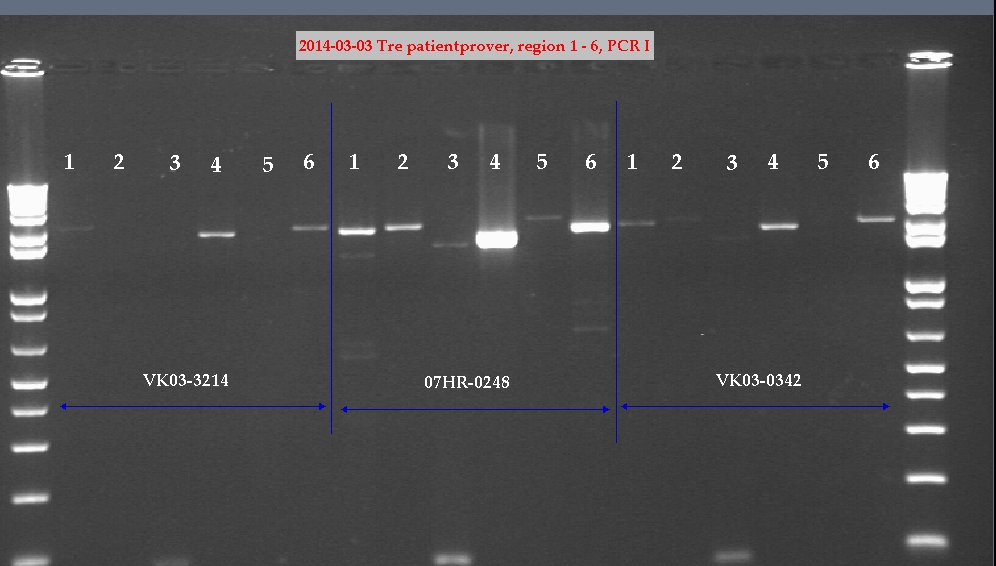 2014-03-03 Tre patientprover, region 1 - 6, PCR I
1 2 3 4 5 6 1 2 3 4 5 6 1 2 3 4 5 6
VK03-3214 07HR-0248 VK03-0342